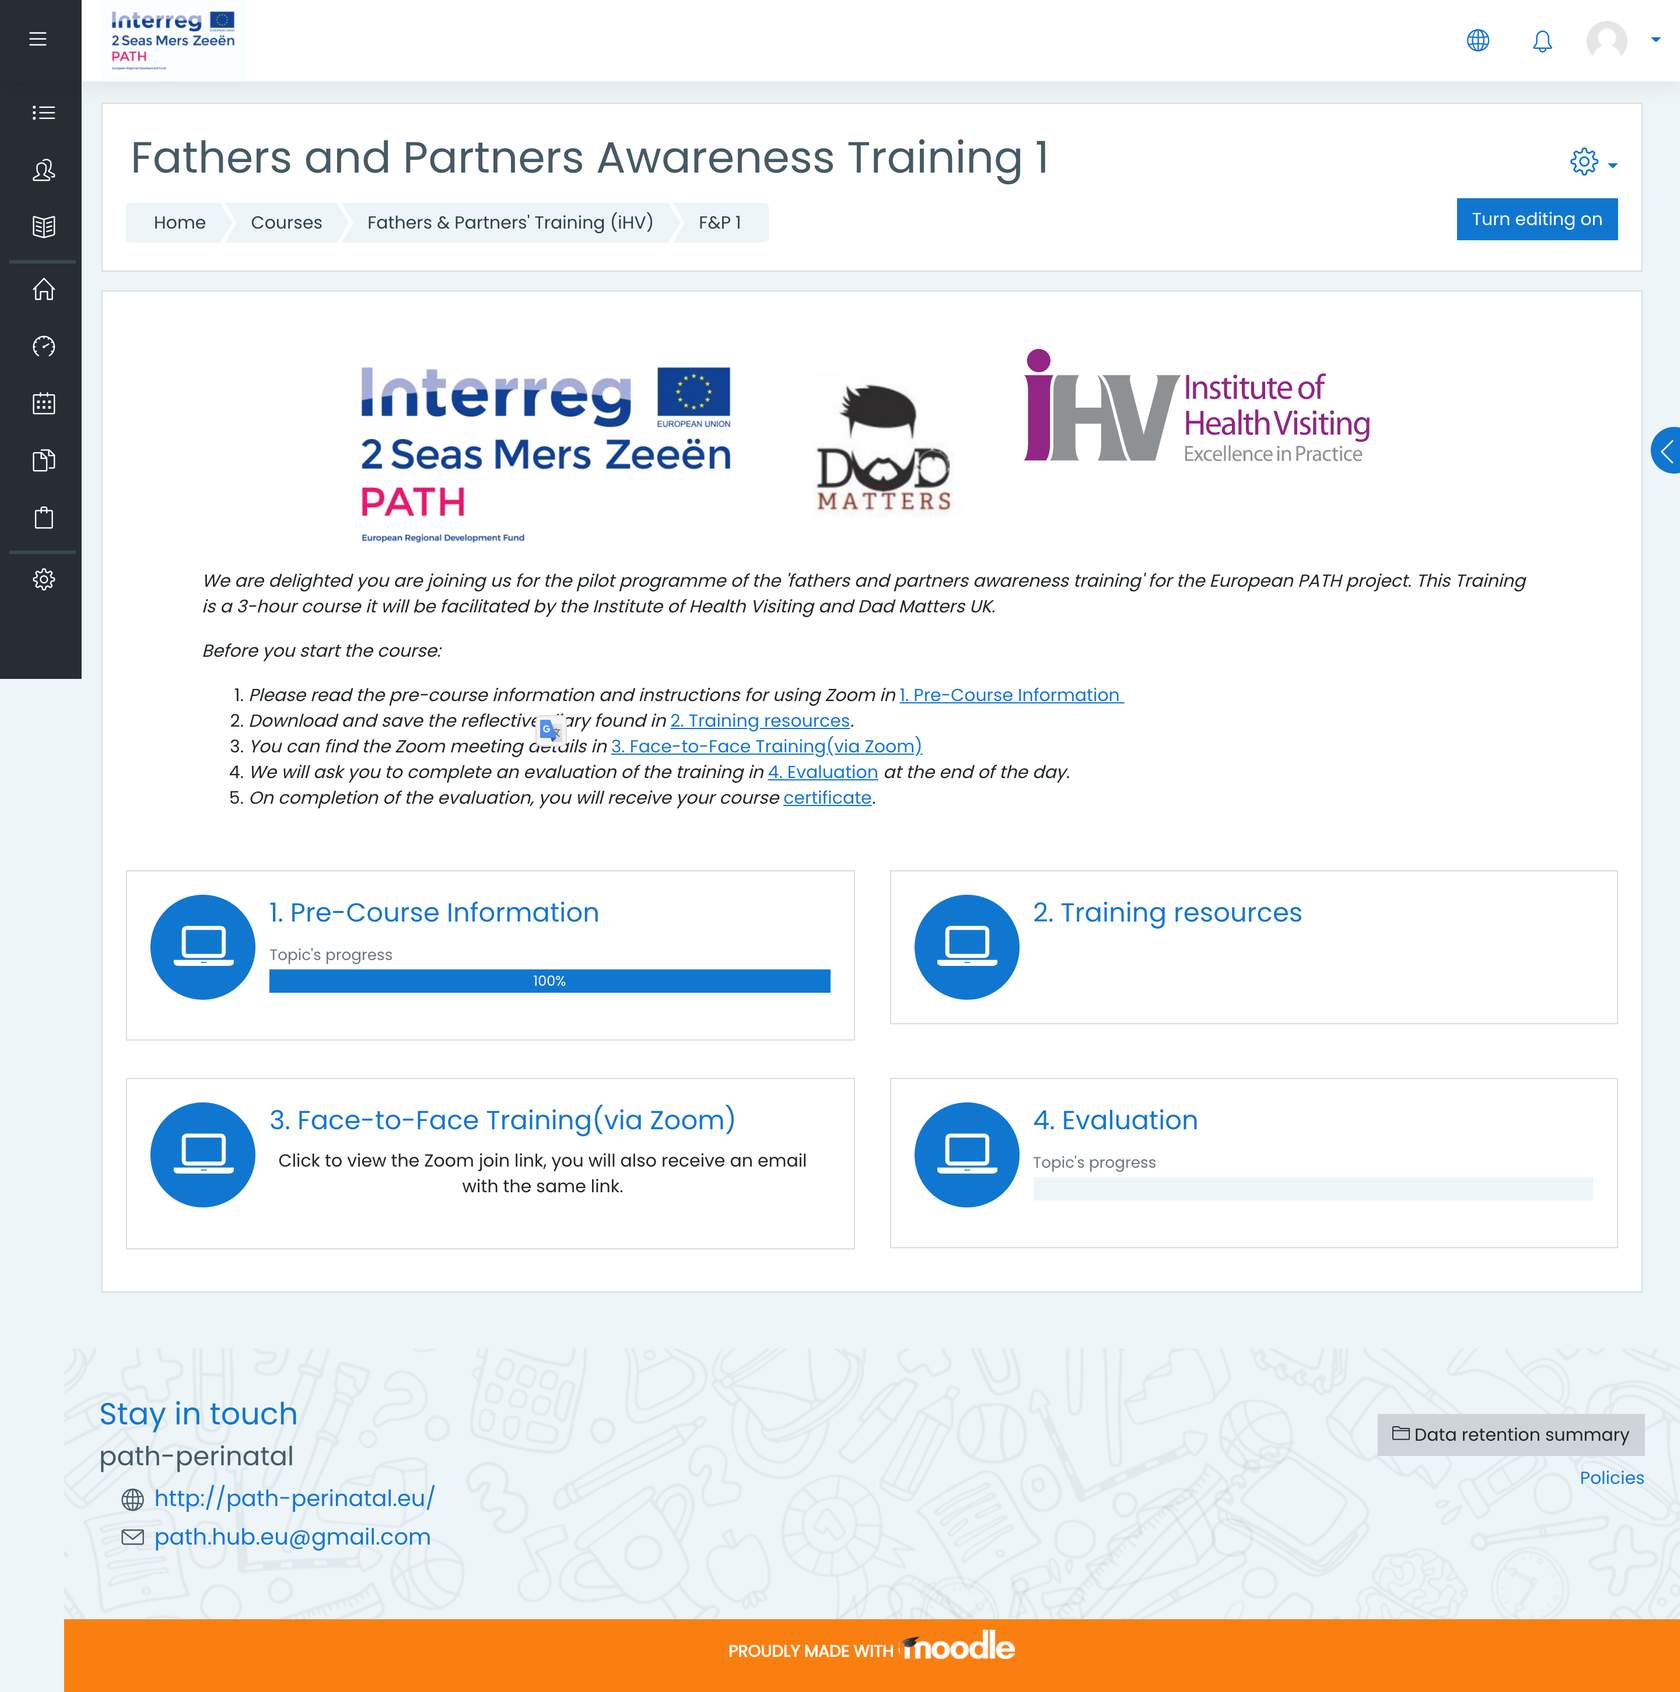 Interreg
2 Seas Mers Zeeën
PATH
Fathers and Partners Awareness Training 1
Home Courses Fathers & Partners' Training (iHV) F&P 1
Turn editing on
Interreg
EUROPEAN UNION
2 Seas Mers Zeeën
PATH
European Regional Development Fund
DAD
MATTERS
iHV
Institute of
Health Visiting
Excellence in Practice
We are delighted you are joining us for the pilot programme of the 'fathers and partners awareness training' for the European PATH project. This Training
is a 3-hour course it will be facilitated by the Institute of Health Visiting and Dad Matters UK.
Before you start the course:
1. Please read the pre-course information and instructions for using Zoom in 1. Pre-Course Information
2. Download and save the reflective diary found in 2. Training resources.
3. You can find the Zoom meeting details in 3. Face-to-Face Training(via Zoom)
4. We will ask you to complete an evaluation of the training in 4. Evaluation at the end of the day.
5. On completion of the evaluation, you will receive your course certificate.
1. Pre-Course Information
Topic's progress
100%
2. Training resources
3. Face-to-Face Training(via Zoom)
Click to view the Zoom join link, you will also receive an email
with the same link.
4. Evaluation
Topic's progress
Stay in touch
path-perinatal
http://path-perinatal.eu/
path.hub.eu@gmail.com
Data retention summary
Policies
PROUDLY MADE WITH moodle